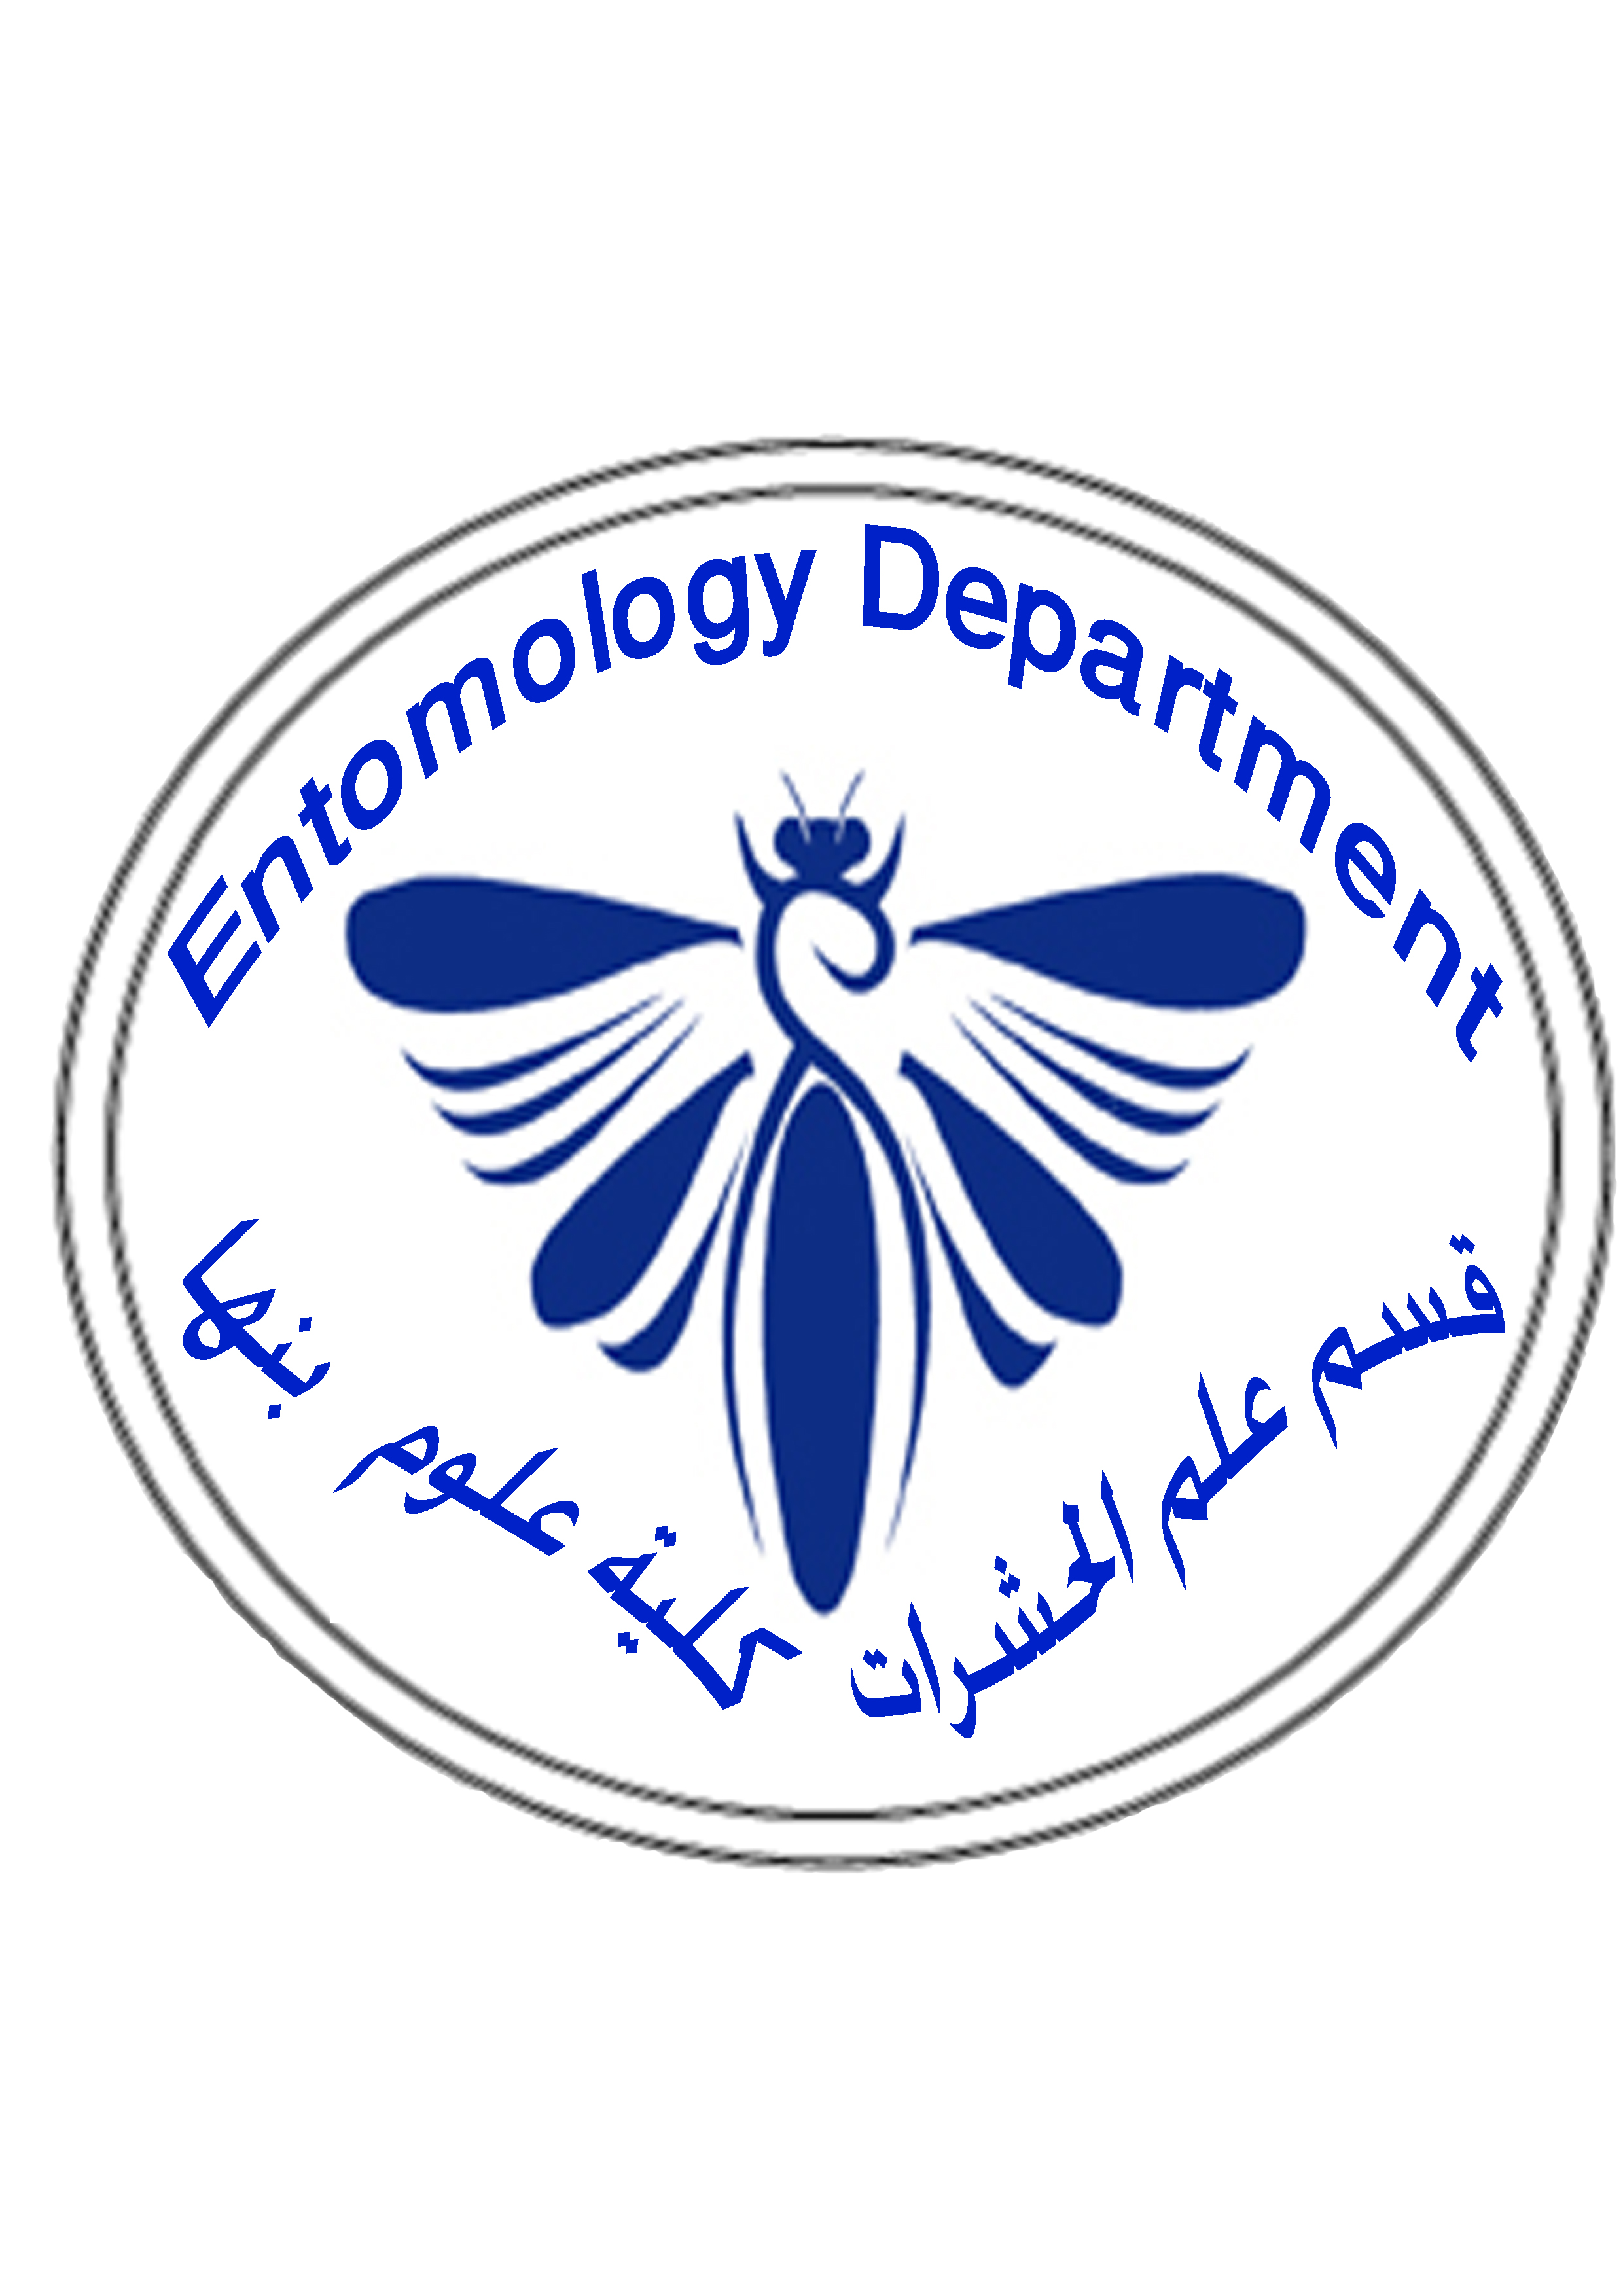 Entomology Department
قسم علم الحشرات كلية علوم بنها